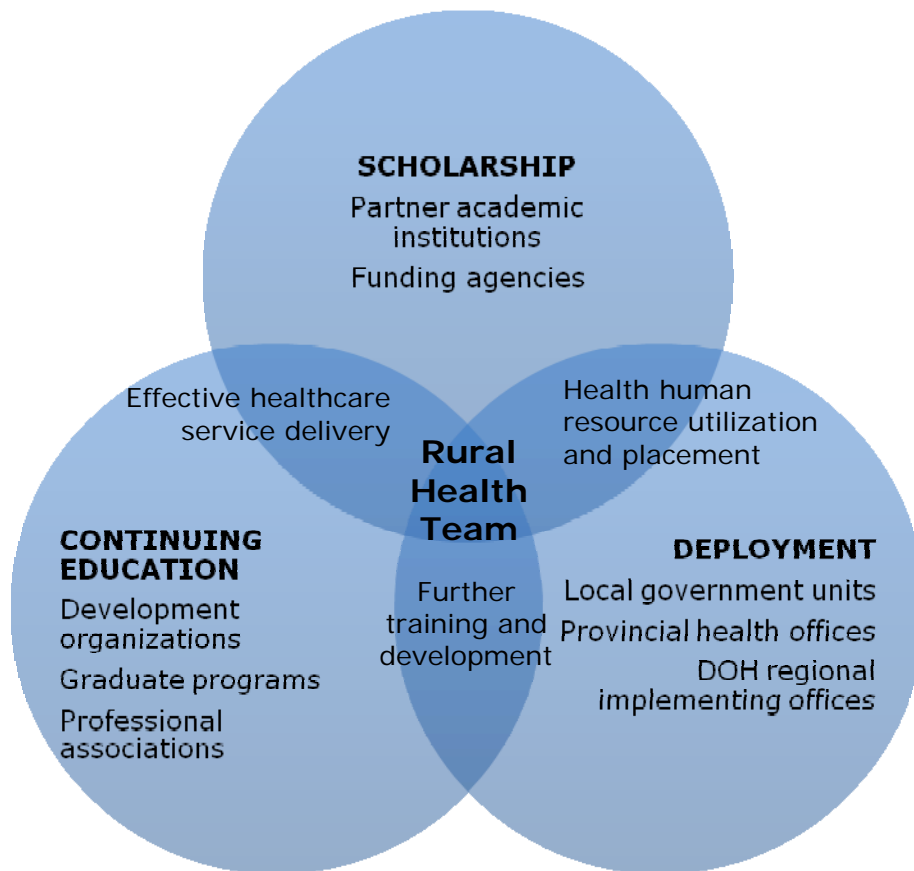 SCHOLARSHIP
Partner academic
institutions
Funding agencies
Effective healthcare
service delivery
Health human
resource utilization
and placement
Rural
Health
Team
CONTINUING
EDUCATION
Development
organizations
Graduate programs
Professional
associations
Further
training and
development
DEPLOYMENT
Local government units
Provincial health offices
DOH regional
implementing offices